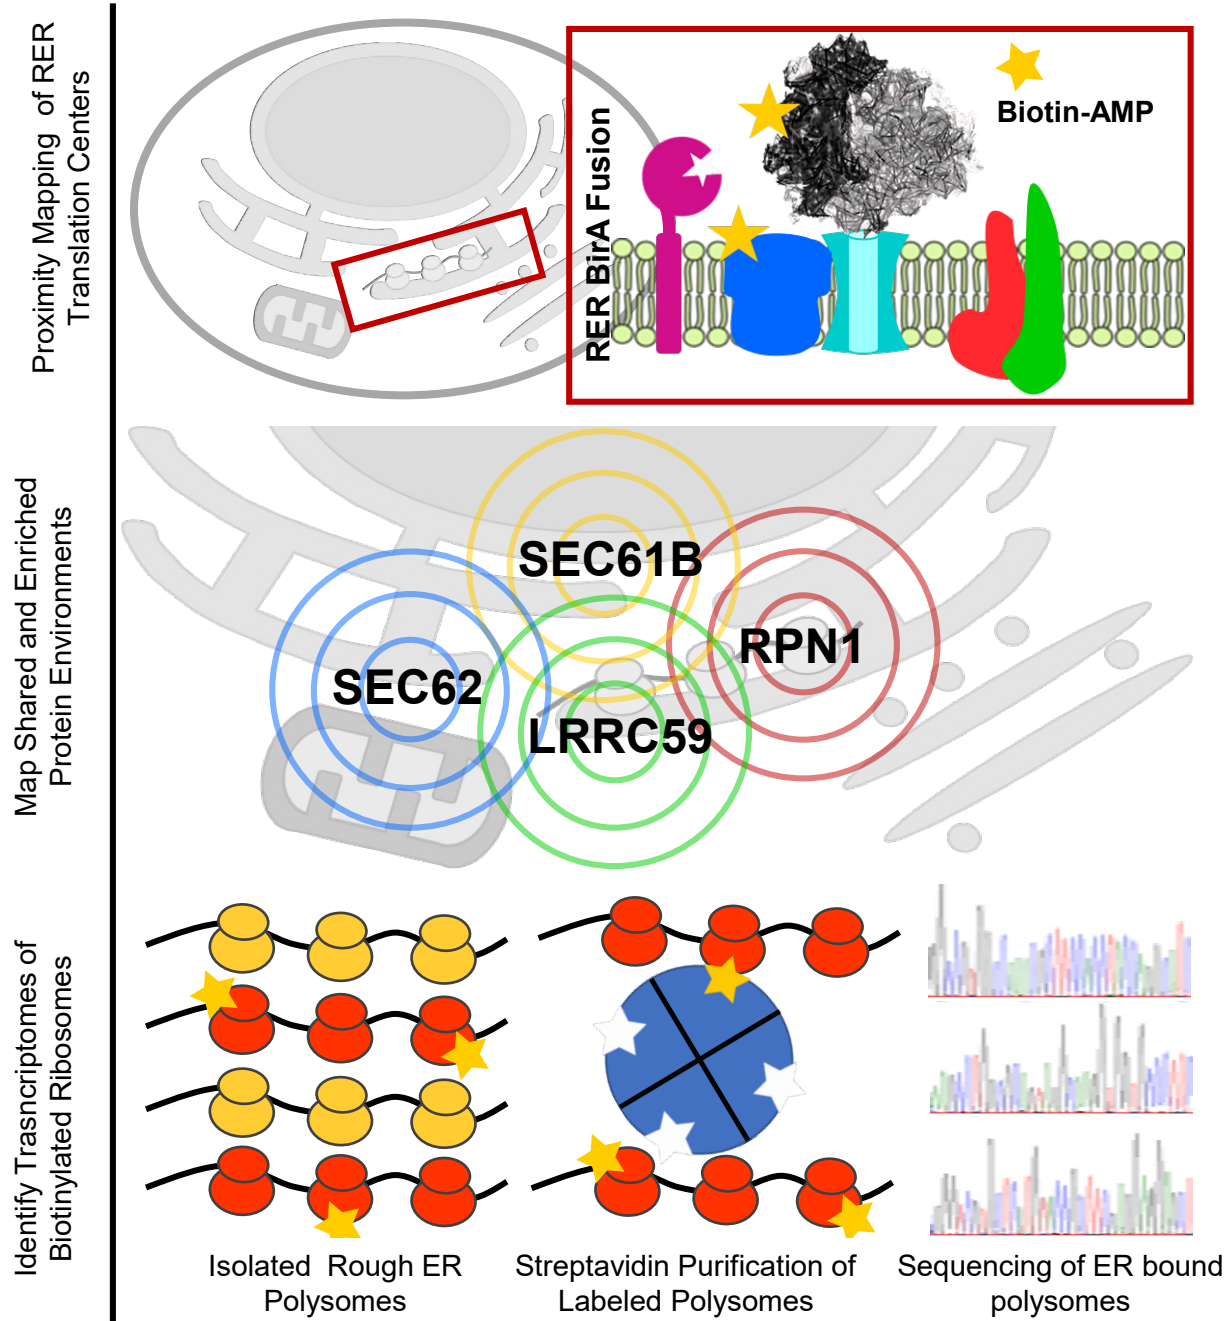 Proximity Mapping of RER
Translation Centers
RER BirA Fusion
Biotin-AMP
Map Shared and Enriched
Protein Environments
SEC61B
RPN1
SEC62
LRRC59
Identify Trasncriptomes of
Biotinylated Ribosomes
Isolated Rough ER
Polysomes
Streptavidin Purification of
Labeled Polysomes
Sequencing of ER bound
polysomes